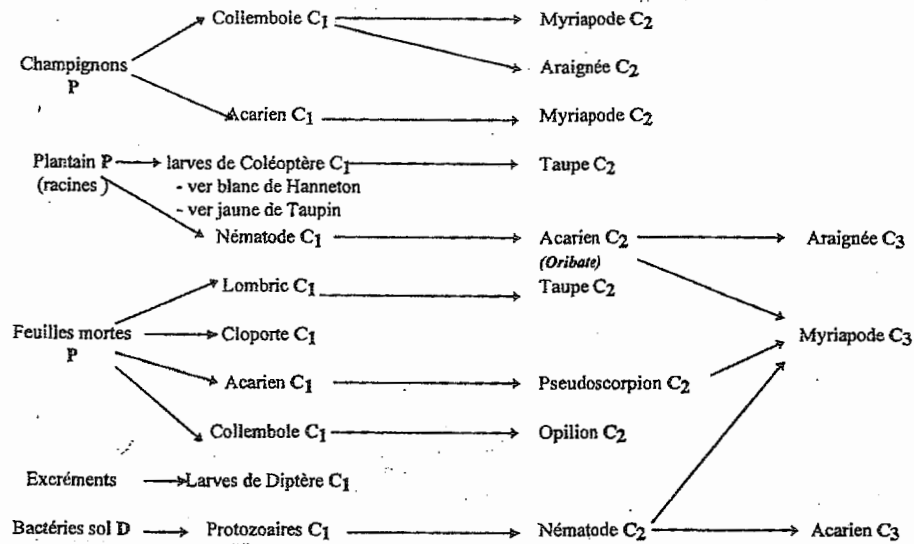 Collembole C1 Myriapode C2
Champignons P Araignée C2
Acarien C1 Myriapode C2
Plantain P larves de Coléoptère C1 Taupe C2
(racines) - ver blanc de Hanneton
- ver jaune de Taupin
Nématode C1 Acarien C2 Araignée C3
(Oribate)
Lombric C1 Taupe C2
Feuilles mortes P Cloporte C1 Myriapode C3
Acarien C1 Pseudoscorpion C2
Collembole C1 Opilion C2
Excréments Larves de Diptère C1
Bactéries sol D Protozoaires C1 Nématode C2 Acarien C3